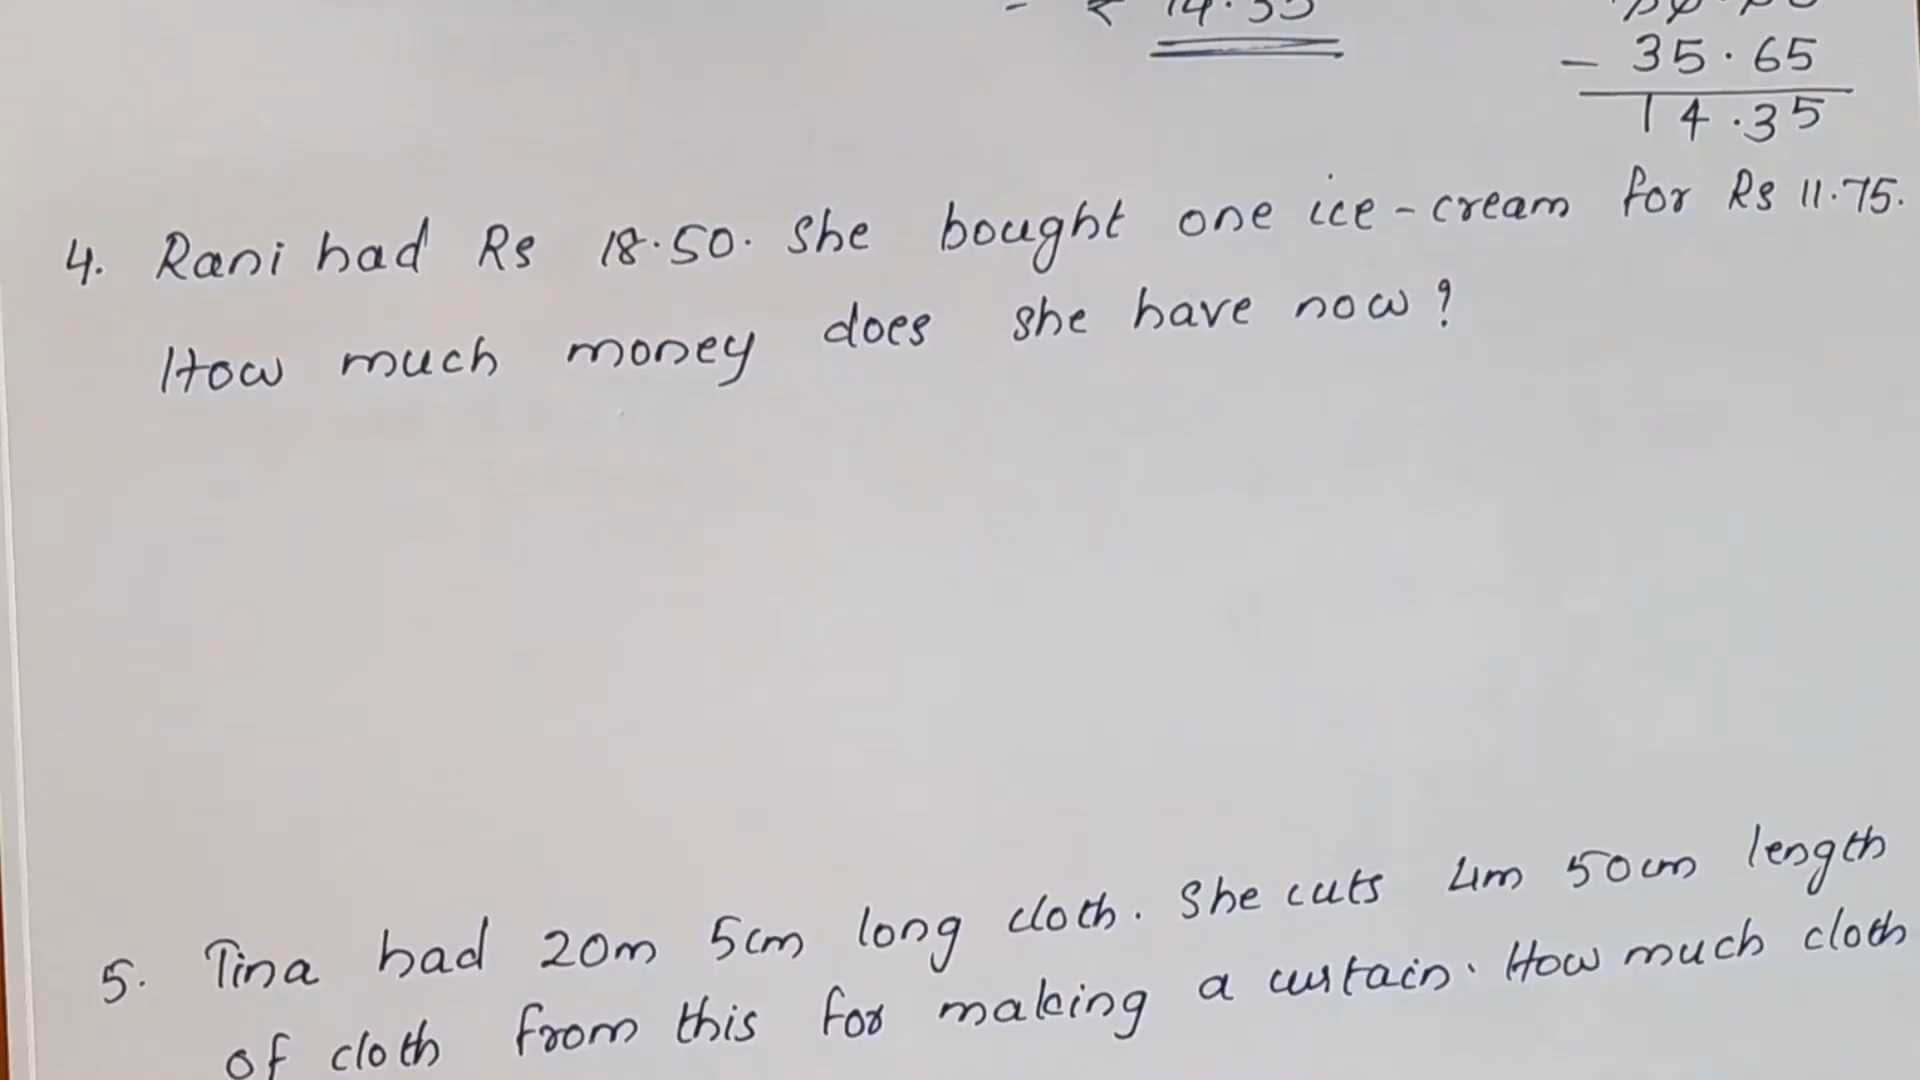 - ₹ 14.35
- 35.65
14.35
4. Rani had Rs 18.50. She bought one ice-cream for Rs 11.75.
How much money does she have now?
5. Tina had 20m 5cm long cloth. She cuts 4m 50cm length
of cloth from this for making a curtain. How much cloth